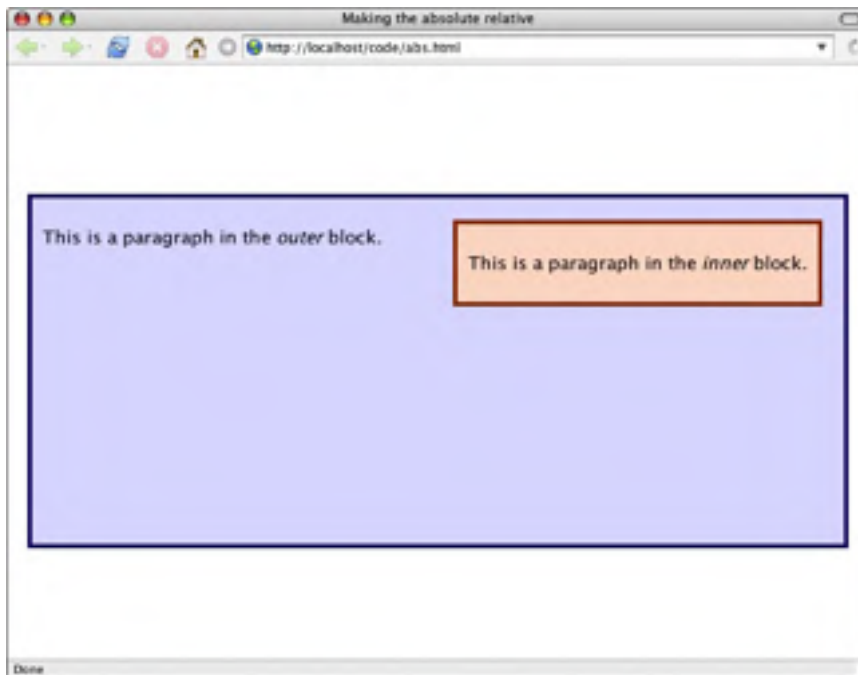 Making the absolute relative
http://localhost/code/abs.html
This is a paragraph in the outer block.
This is a paragraph in the inner block.
Done